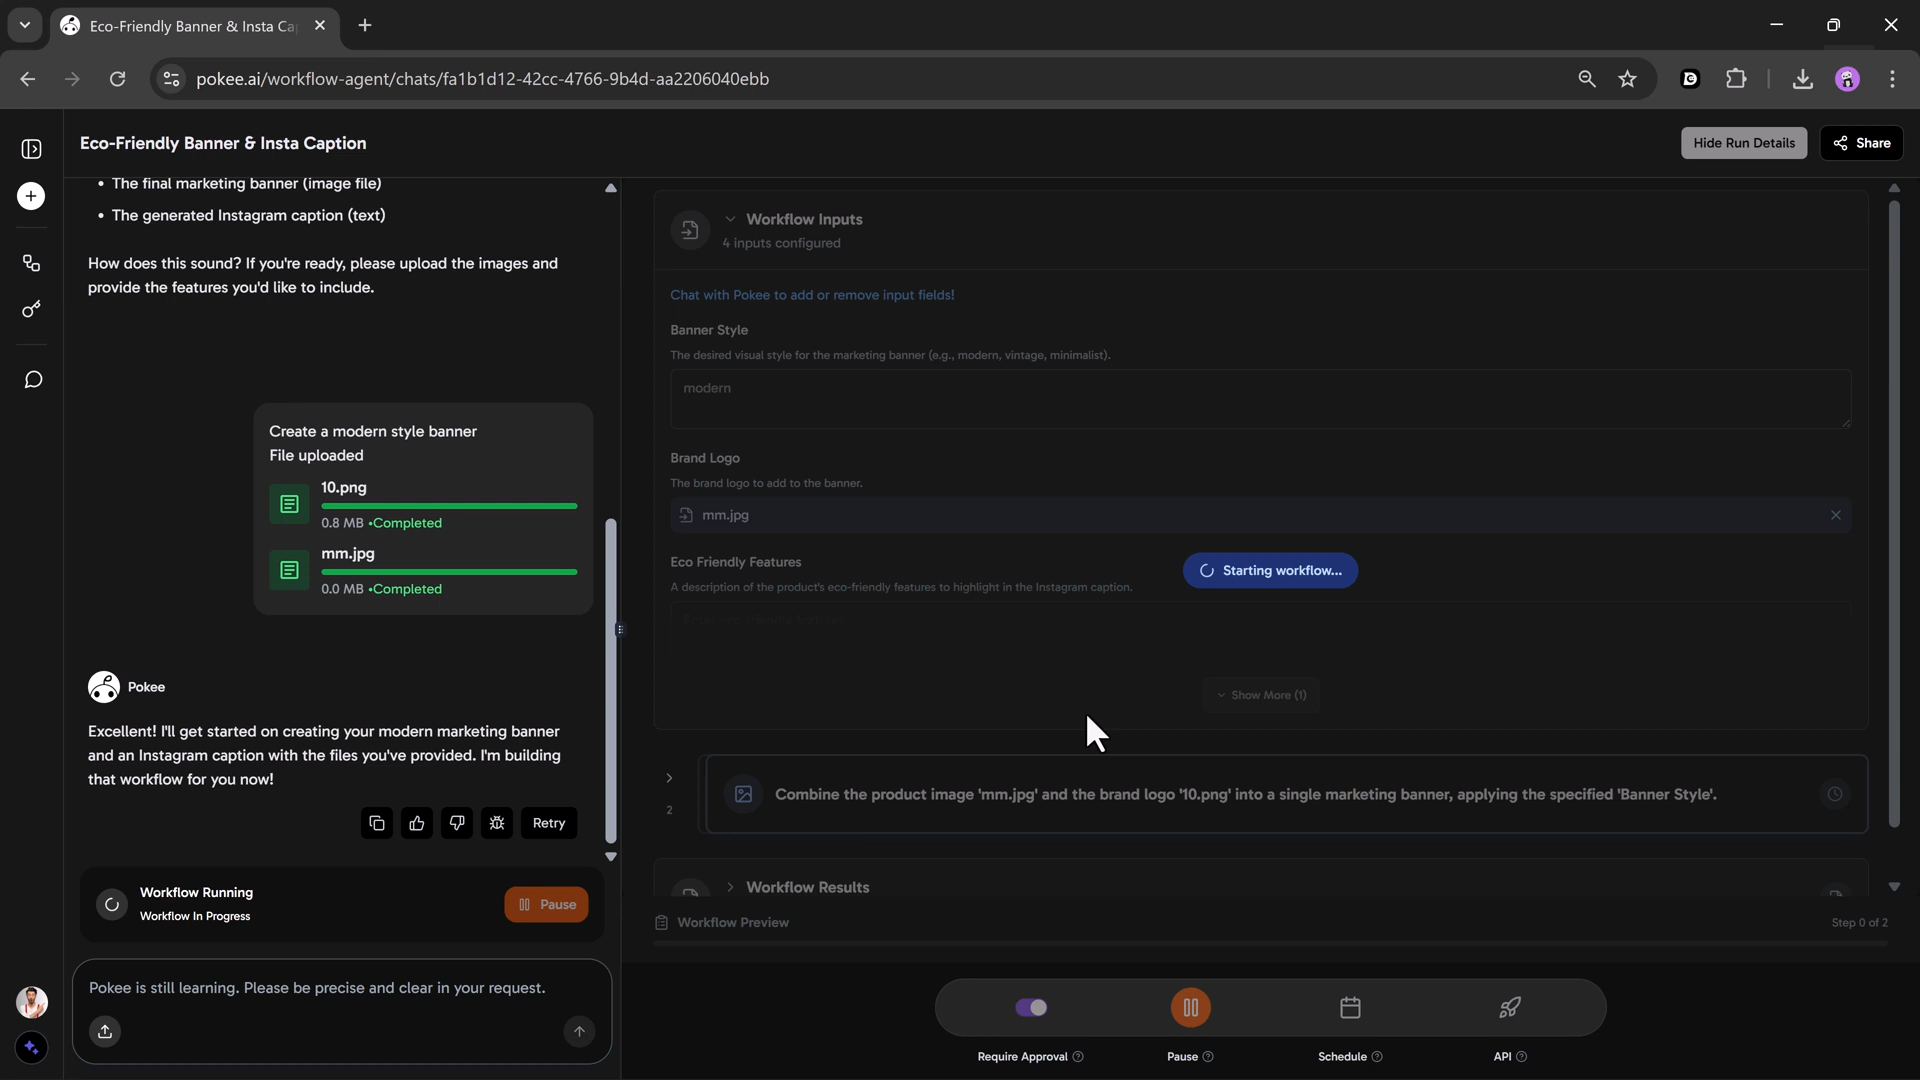 Eco-Friendly Banner & Insta Ca
pokee.ai/workflow-agent/chats/fa1b1d12-42cc-4766-9b4d-aa2206040ebb
Eco-Friendly Banner & Insta Caption
Hide Run Details
Share
• The final marketing banner (image file)
• The generated Instagram caption (text)
How does this sound? If you're ready, please upload the images and
provide the features you'd like to include.
Create a modern style banner
File uploaded
10.png
0.8 MB •Completed
mm.jpg
0.0 MB •Completed
Pokee
Excellent! I'll get started on creating your modern marketing banner
and an Instagram caption with the files you've provided. I'm building
that workflow for you now!
Retry
Workflow Running
Workflow In Progress
Pause
Pokee is still learning. Please be precise and clear in your request.
Workflow Inputs
4 inputs configured
Chat with Pokee to add or remove input fields!
Banner Style
The desired visual style for the marketing banner (e.g., modern, vintage, minimalist).
modern
Brand Logo
The brand logo to add to the banner.
mm.jpg
Eco Friendly Features
A description of the product's eco-friendly features to highlight in the Instagram caption.
Starting workflow...
Show More (1)
2
Combine the product image 'mm.jpg' and the brand logo '10.png' into a single marketing banner, applying the specified 'Banner Style'.
Workflow Results
Workflow Preview
Step 0 of 2
Require Approval
Pause
Schedule
API